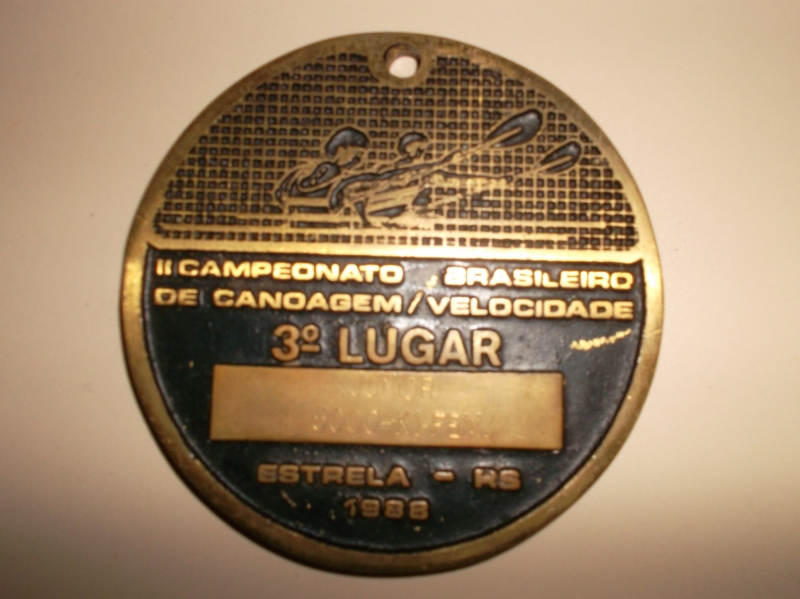 II CAMPEONATO BRASILEIRO
DE CANOAGEM/VELOCIDADE
3º LUGAR
ESTRELA - RS
1988